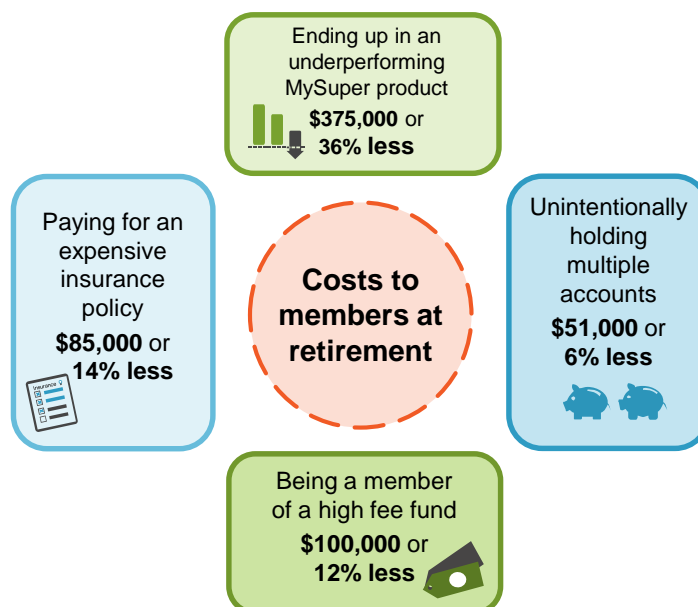 Ending up in an
underperforming
MySuper product
$375,000 or
36% less
Paying for an
expensive
insurance
policy
$85,000 or
14% less
Insurance
Costs to
members at
retirement
Unintentionally
holding
multiple
accounts
$51,000 or
6% less
Being a member
of a high fee fund
$100,000 or
12% less